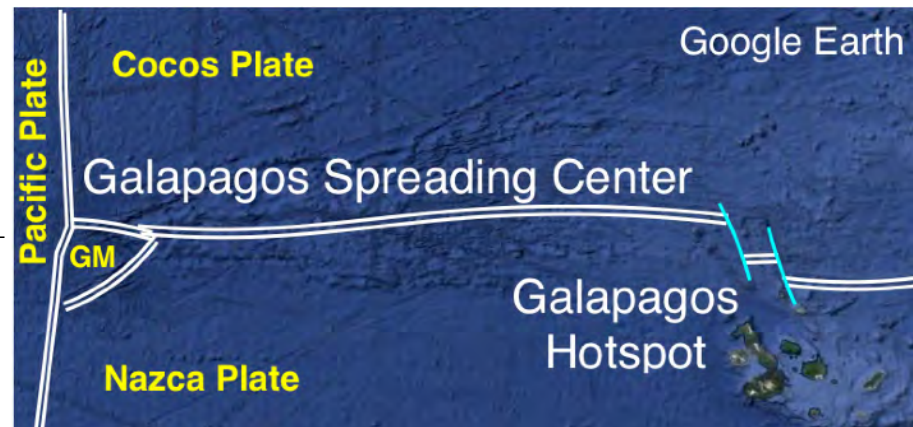 Google Earth
Cocos Plate
Pacific Plate
Galapagos Spreading Center
GM
Galapagos
Hotspot
Nazca Plate